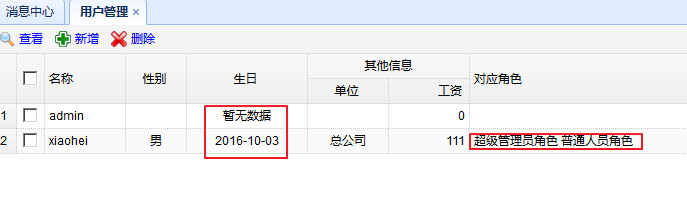 消息中心 用户管理 ×
查看 新增 删除
名称 性别 生日 其他信息 对应角色
单位 工资
1 admin 暂无数据 0
2 xiaohei 男 2016-10-03 总公司 111 超级管理员角色 普通人员角色